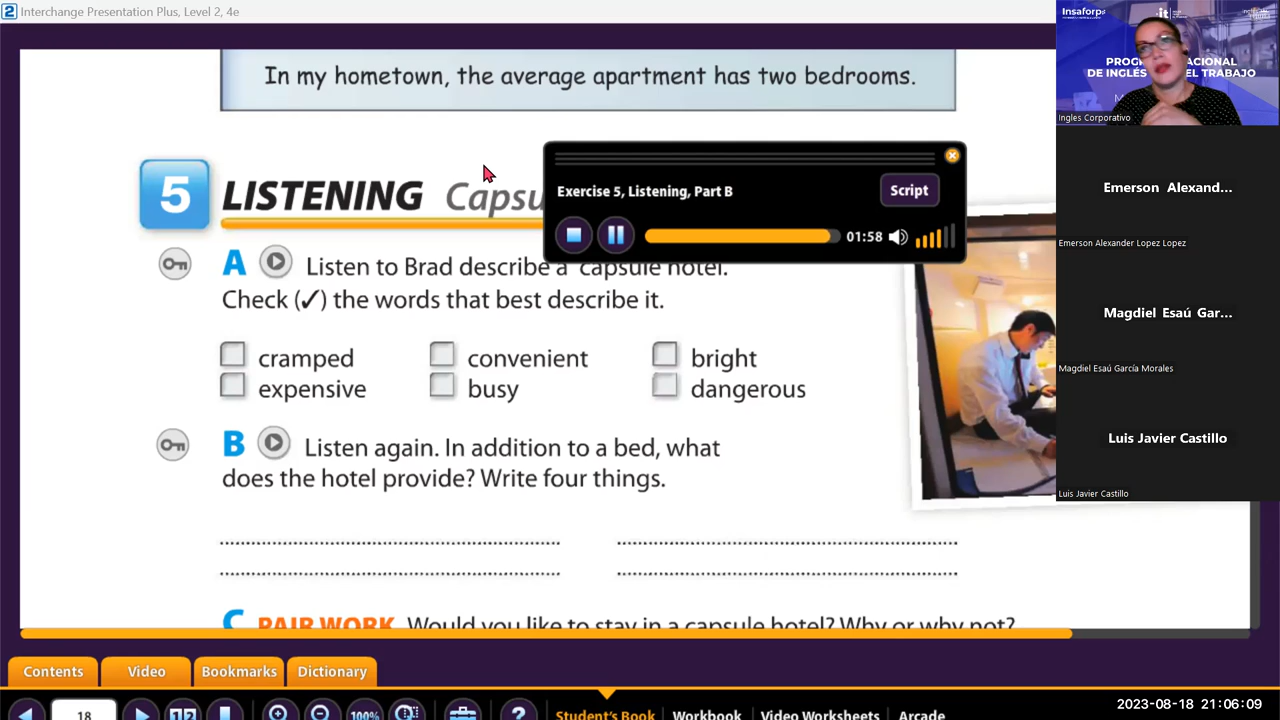 Interchange Presentation Plus, Level 2, 4e
In my hometown, the average apartment has two bedrooms.
5 LISTENING Capsu
Exercise 5, Listening, Part B
Script
01:58
A Listen to Brad describe a capsule hotel.
Check (✓) the words that best describe it.
cramped convenient bright
expensive busy dangerous
B Listen again. In addition to a bed, what
does the hotel provide? Write four things.
C PAIR WORK Would you like to stay in a capsule hotel? Why or why not?
Insaforp
it
Ingles Corporativo
Emerson Alexand...
Emerson Alexander Lopez Lopez
Magdiel Esaú Gar...
Magdiel Esaú García Morales
Luis Javier Castillo
Luis Javier Castillo
Contents Video Bookmarks Dictionary
18 1 2 100% ? Student's Book Workbook Video Worksheets Arcade
2023-08-18 21:06:09